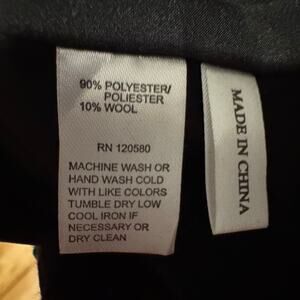 90% POLYESTER/
POLIESTER
10% WOOL
RN 120580
MACHINE WASH OR
HAND WASH COLD
WITH LIKE COLORS
TUMBLE DRY LOW
COOL IRON IF
NECESSARY OR
DRY CLEAN
MADE IN CHINA